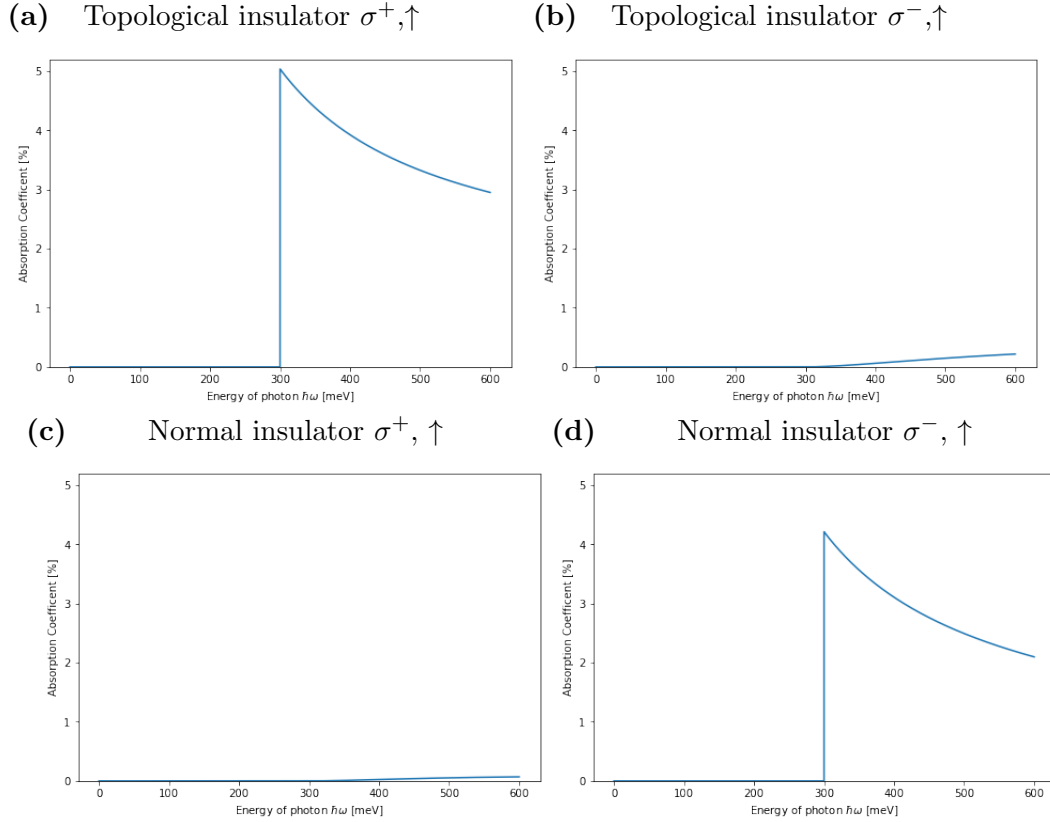 (a) Topological insulator σ⁺,↑
(b) Topological insulator σ⁻,↑
Absorption Coefficent [%]
5
4
3
2
1
0
0 100 200 300 400 500 600
Energy of photon ħω [meV]
Absorption Coefficent [%]
5
4
3
2
1
0
0 100 200 300 400 500 600
Energy of photon ħω [meV]
(c) Normal insulator σ⁺, ↑
(d) Normal insulator σ⁻, ↑
Absorption Coefficent [%]
5
4
3
2
1
0
0 100 200 300 400 500 600
Energy of photon ħω [meV]
Absorption Coefficent [%]
5
4
3
2
1
0
0 100 200 300 400 500 600
Energy of photon ħω [meV]